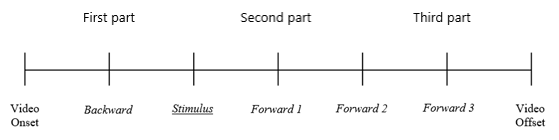 First part Second part Third part
Video Backward Stimulus Forward 1 Forward 2 Forward 3 Video
Onset Offset